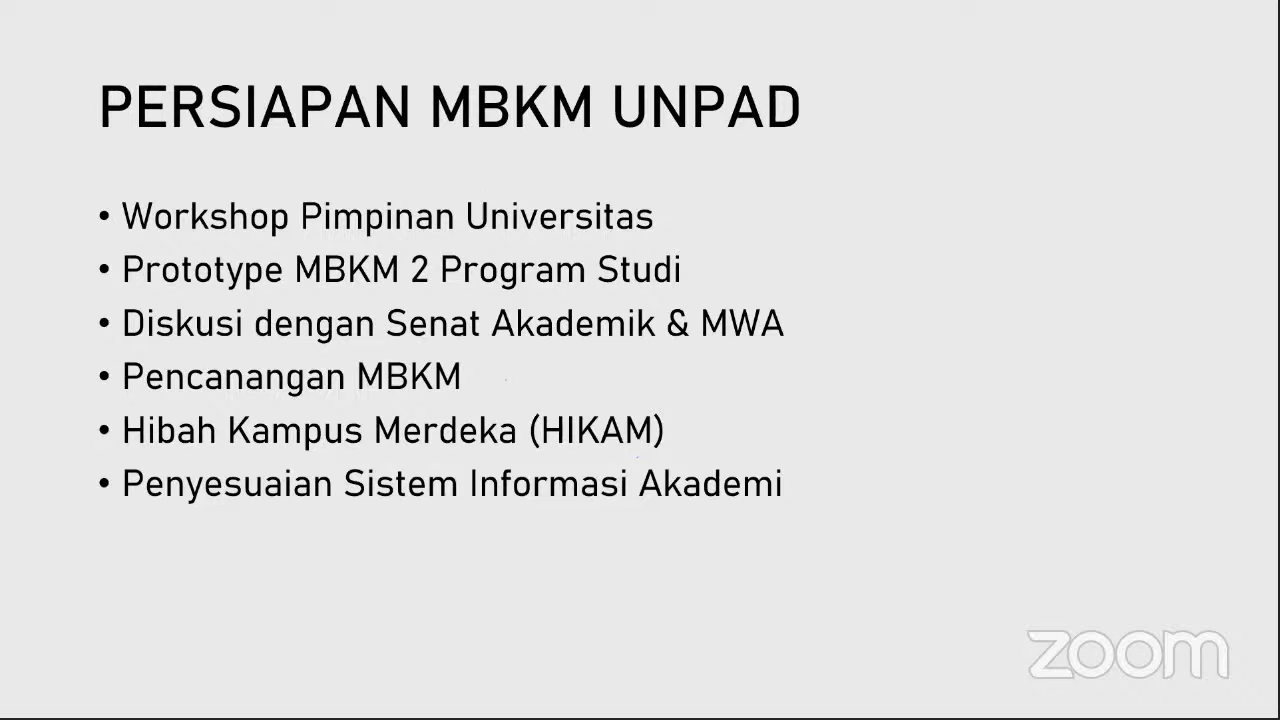 PERSIAPAN MBKM UNPAD
• Workshop Pimpinan Universitas
• Prototype MBKM 2 Program Studi
• Diskusi dengan Senat Akademik & MWA
• Pencanangan MBKM
• Hibah Kampus Merdeka (HIKAM)
• Penyesuaian Sistem Informasi Akademi
zoom